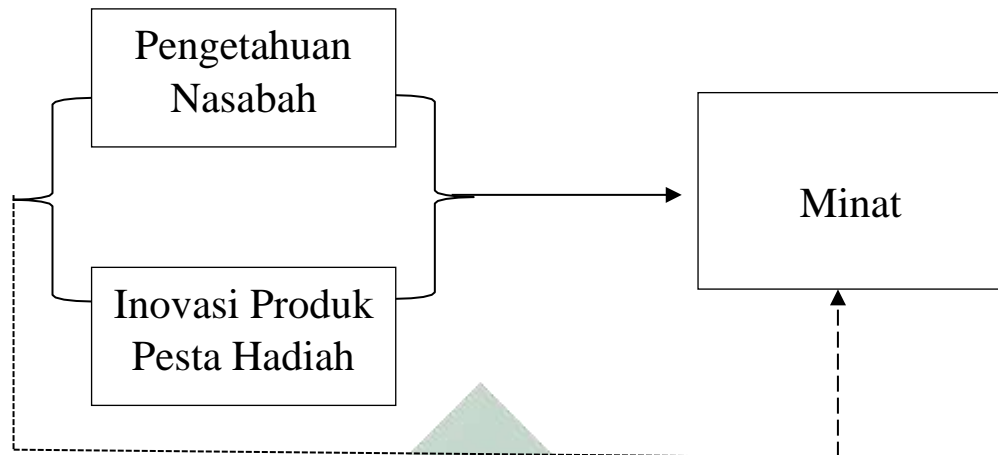 Pengetahuan
Nasabah
Minat
Inovasi Produk
Pesta Hadiah